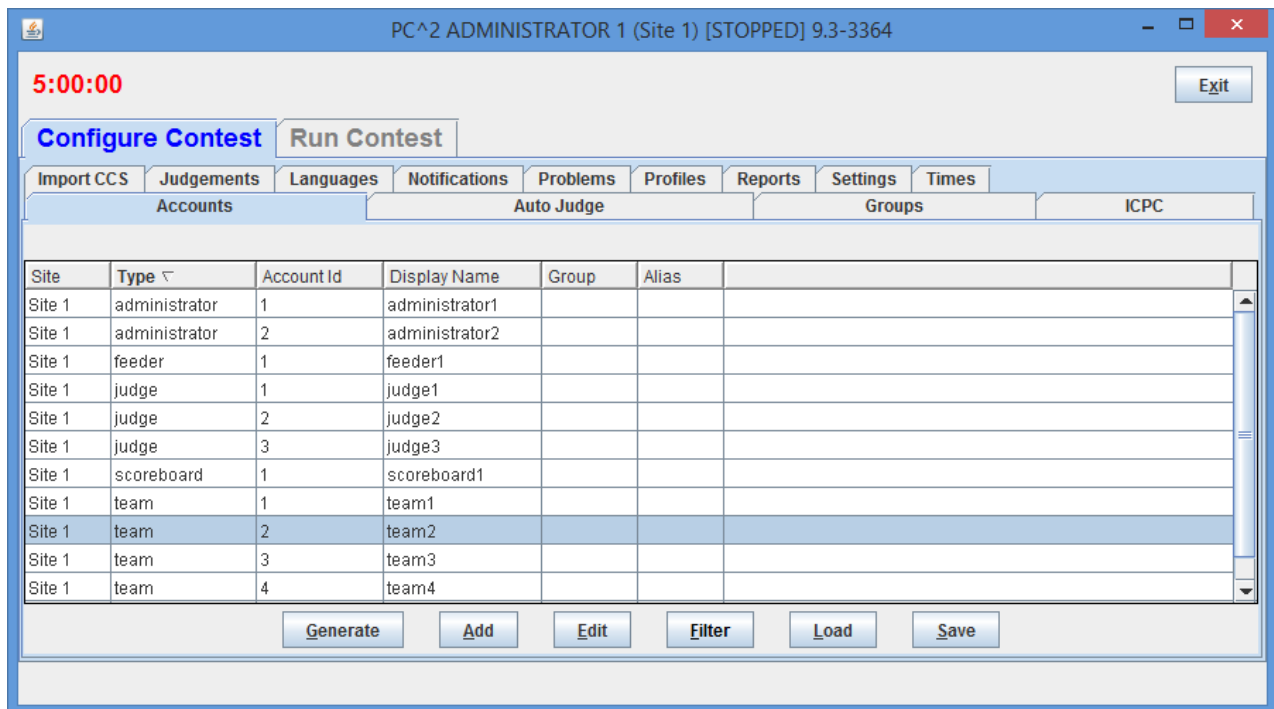 PC^2 ADMINISTRATOR 1 (Site 1) [STOPPED] 9.3-3364
5:00:00
Exit
Configure Contest Run Contest
Import CCS Judgements Languages Notifications Problems Profiles Reports Settings Times
Accounts Auto Judge Groups ICPC
Site Type Account Id Display Name Group Alias
Site 1 administrator 1 administrator1
Site 1 administrator 2 administrator2
Site 1 feeder 1 feeder1
Site 1 judge 1 judge1
Site 1 judge 2 judge2
Site 1 judge 3 judge3
Site 1 scoreboard 1 scoreboard1
Site 1 team 1 team1
Site 1 team 2 team2
Site 1 team 3 team3
Site 1 team 4 team4
Generate Add Edit Filter Load Save